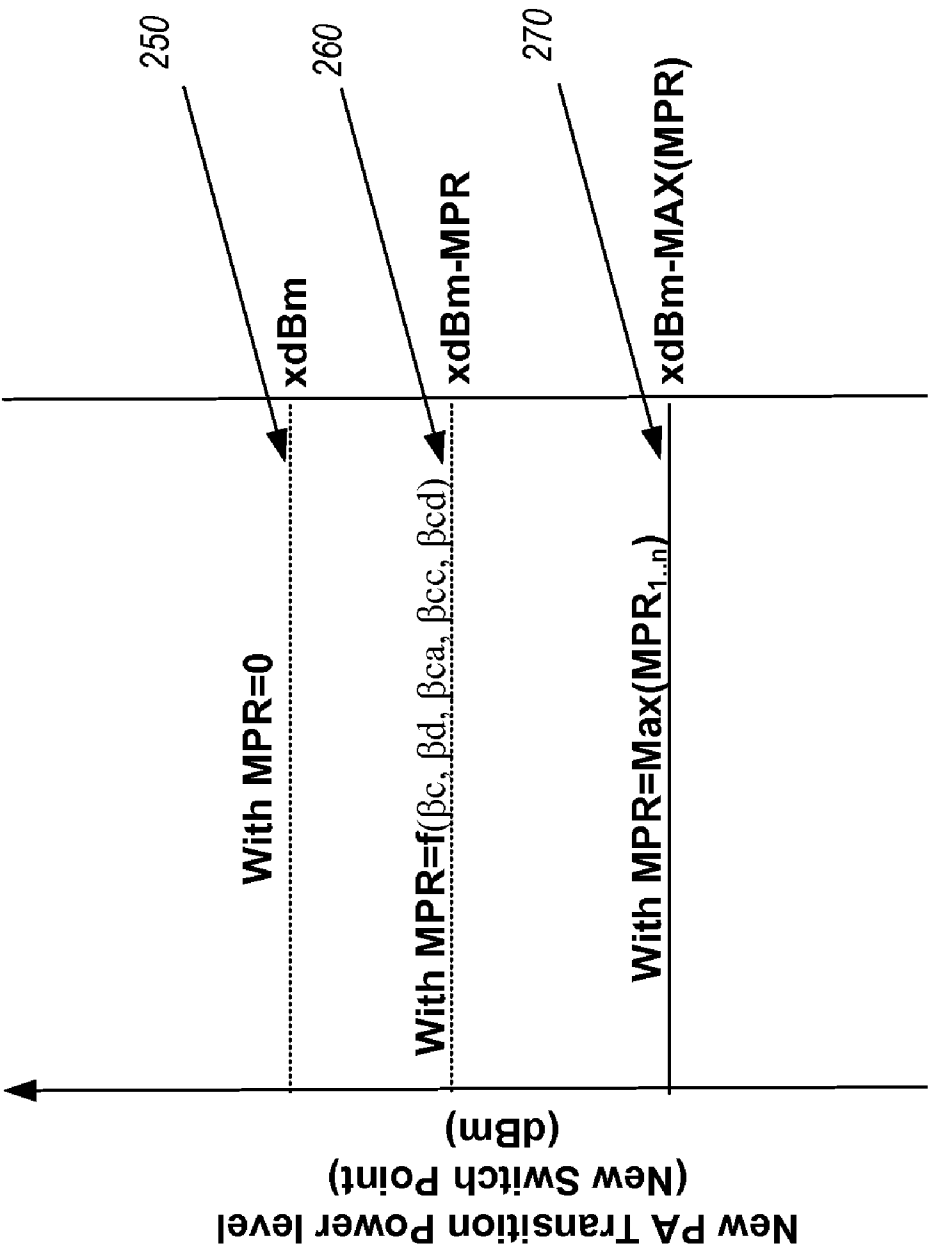 250
With MPR=0
xdBm
260
With MPR=f(βc, βd, βca, βcc, βcd)
xdBm-MPR
270
With MPR=Max(MPR1..n)
xdBm-MAX(MPR)
New PA Transition Power level
(New Switch Point)
(dBm)